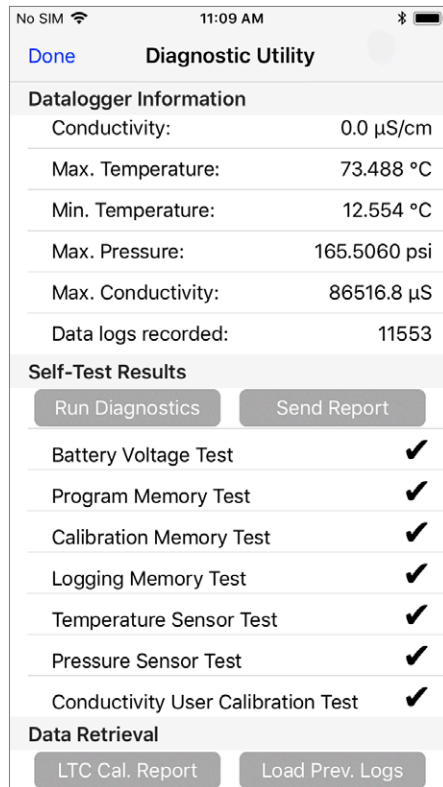 No SIM 11:09 AM
Done Diagnostic Utility
Datalogger Information
Conductivity: 0.0 µS/cm
Max. Temperature: 73.488 °C
Min. Temperature: 12.554 °C
Max. Pressure: 165.5060 psi
Max. Conductivity: 86516.8 µS
Data logs recorded: 11553
Self-Test Results
Run Diagnostics Send Report
Battery Voltage Test ✔
Program Memory Test ✔
Calibration Memory Test ✔
Logging Memory Test ✔
Temperature Sensor Test ✔
Pressure Sensor Test ✔
Conductivity User Calibration Test ✔
Data Retrieval
LTC Cal. Report Load Prev. Logs